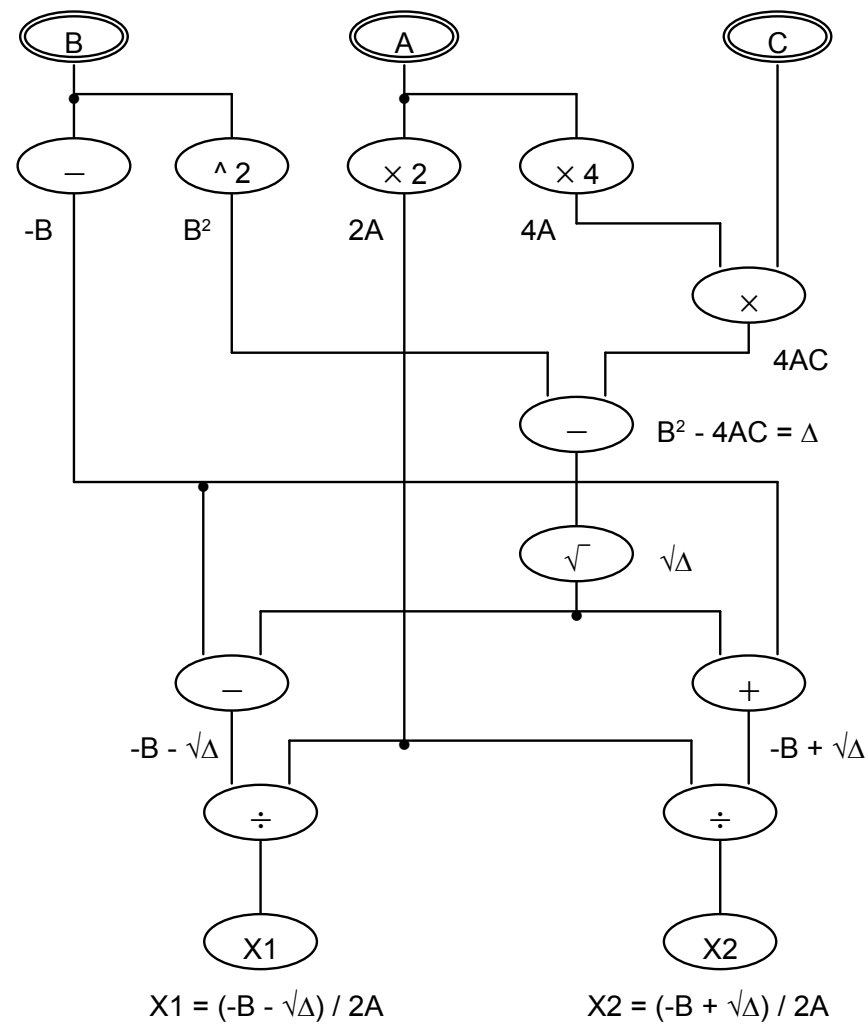 B A C
− ^ 2 × 2 × 4
-B B² 2A 4A
×
4AC
−
B² - 4AC = Δ
√ √Δ
− +
-B - √Δ -B + √Δ
÷ ÷
X1 X2
X1 = (-B - √Δ) / 2A X2 = (-B + √Δ) / 2A